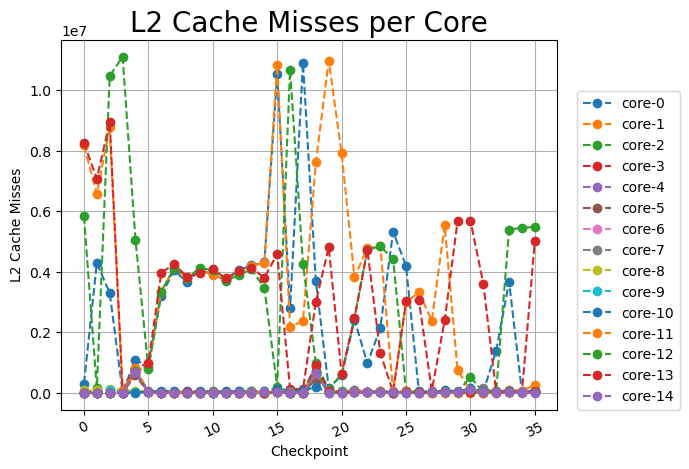 L2 Cache Misses per Core
1e7
1.0
0.8
0.6
0.4
0.2
0.0
L2 Cache Misses
0
5
10
15
20
25
30
35
Checkpoint
core-0
core-1
core-2
core-3
core-4
core-5
core-6
core-7
core-8
core-9
core-10
core-11
core-12
core-13
core-14